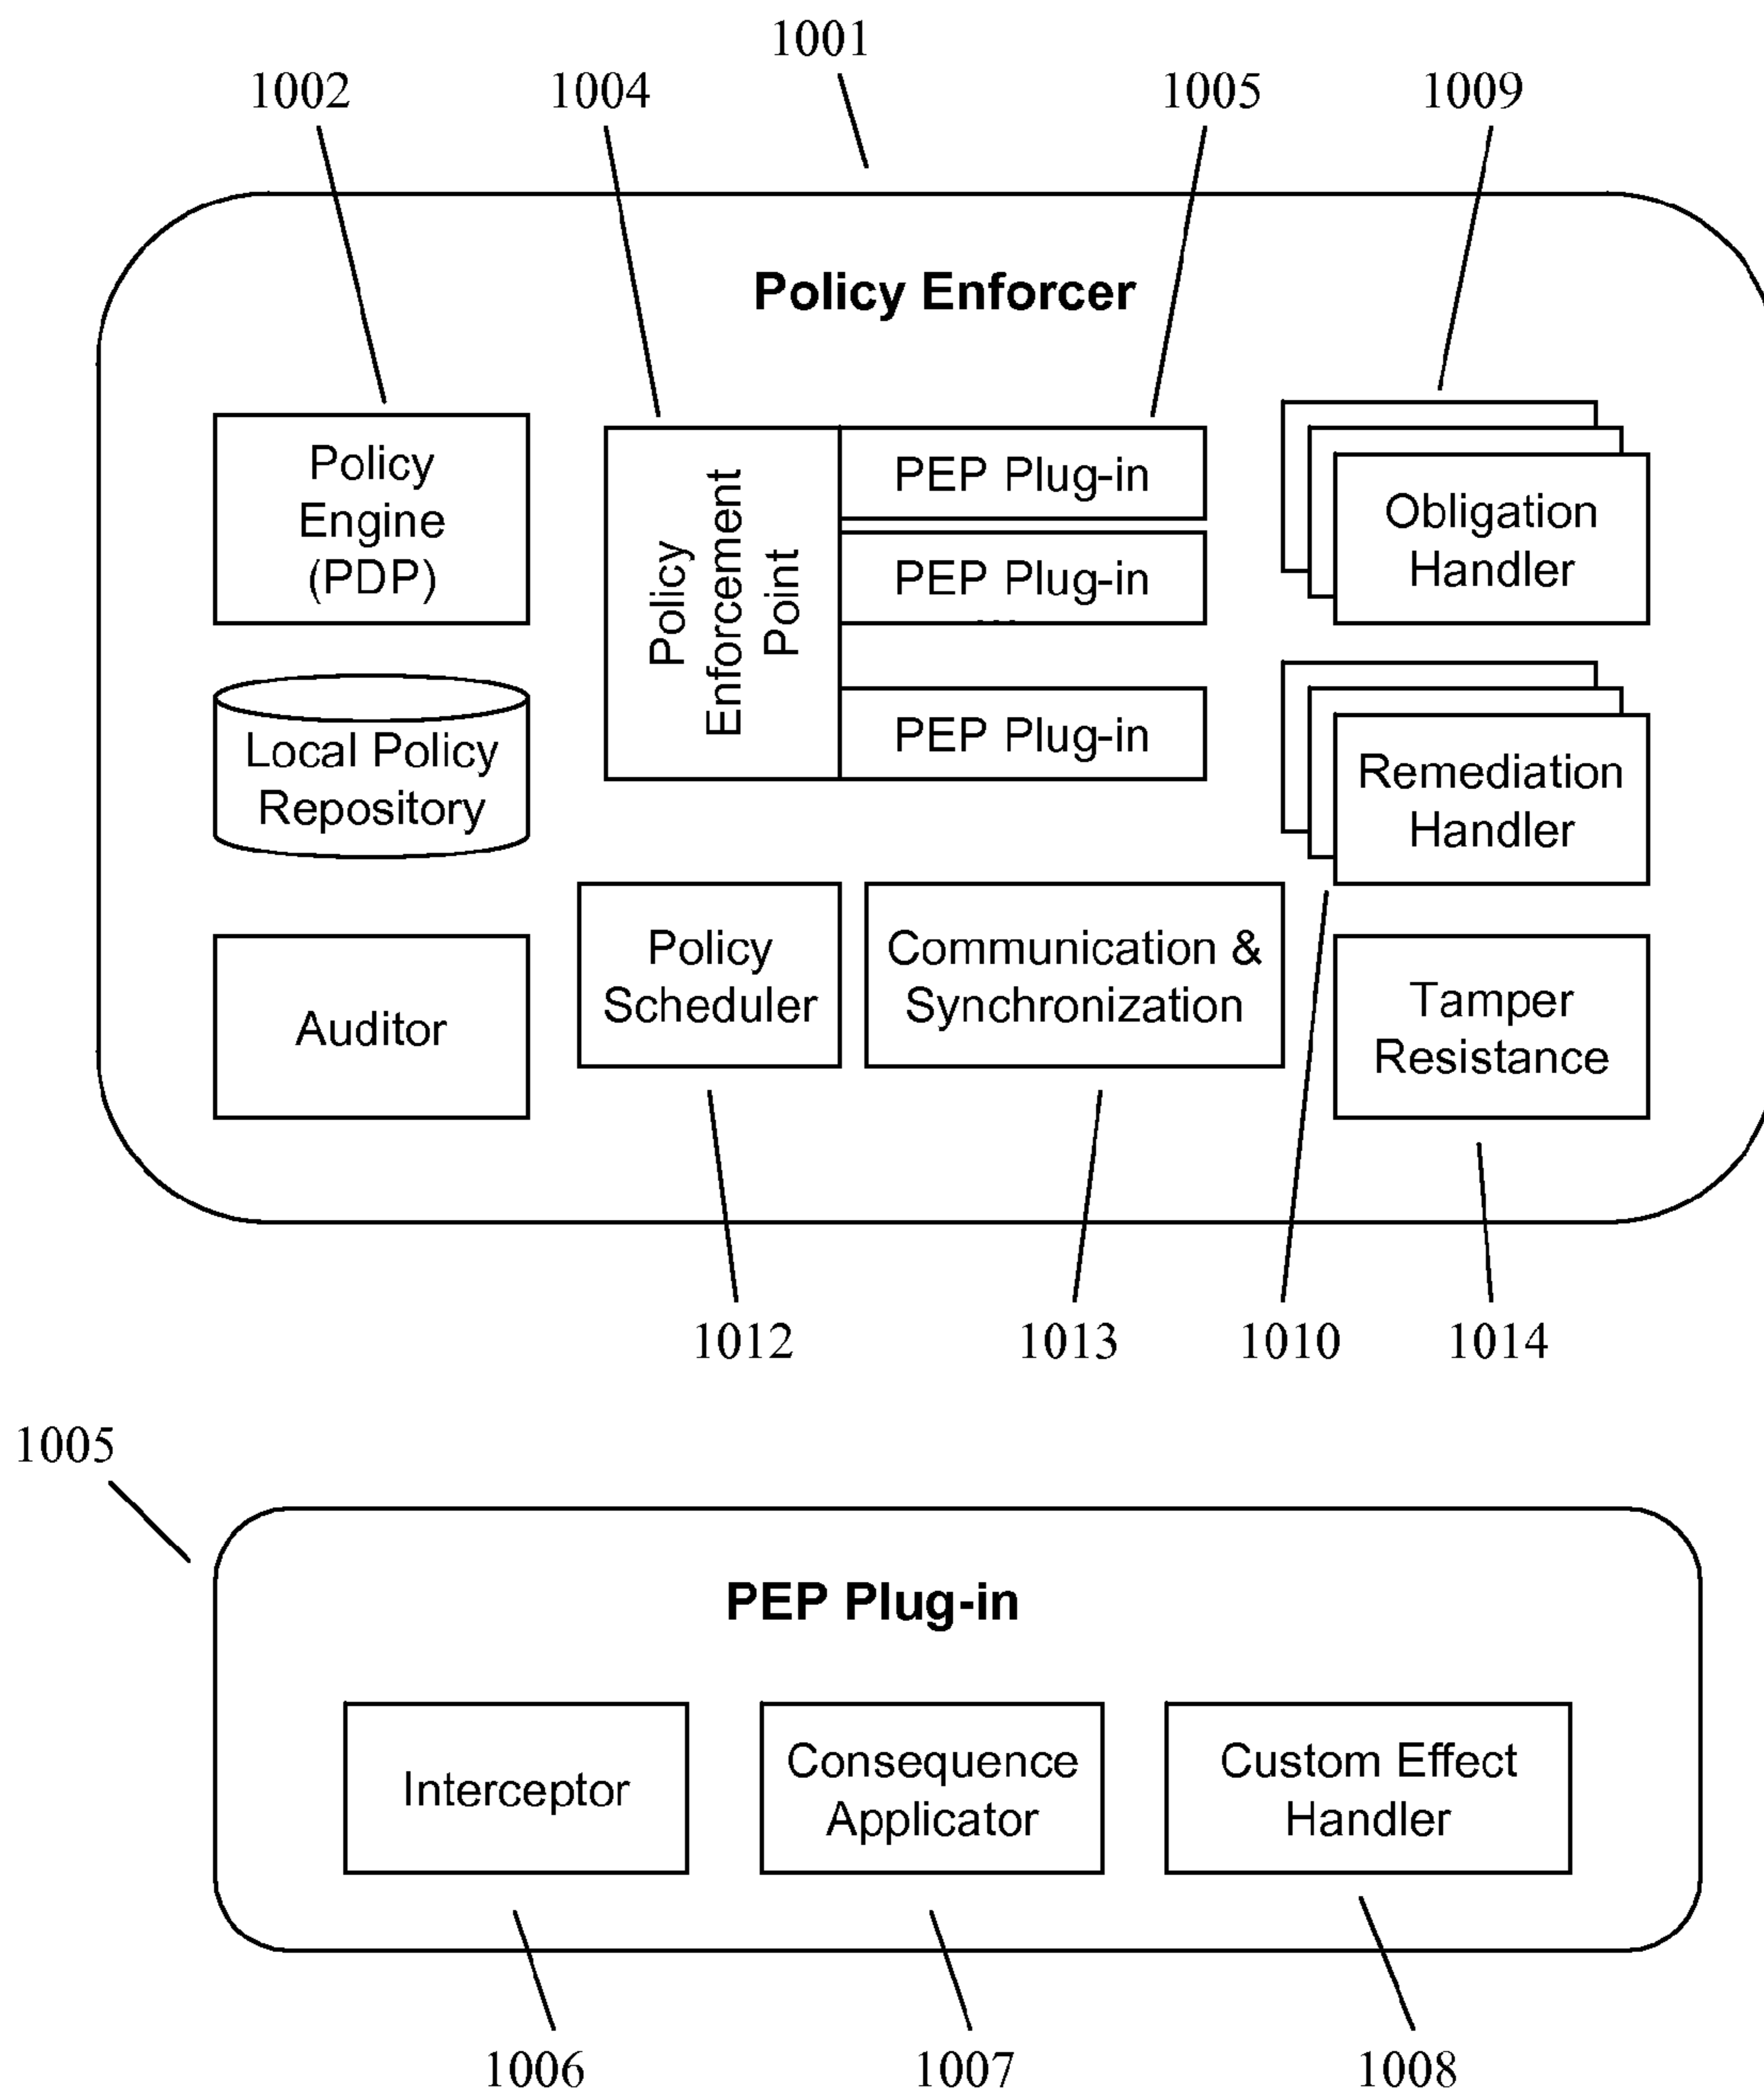 1001
1002
1004
1005
1009
Policy Enforcer
Policy
Engine
(PDP)
Policy
Enforcement
Point
PEP Plug-in
PEP Plug-in
...
PEP Plug-in
Obligation
Handler
Local Policy
Repository
Remediation
Handler
Auditor
Policy
Scheduler
Communication &
Synchronization
Tamper
Resistance
1012
1013
1010
1014
1005
PEP Plug-in
Interceptor
Consequence
Applicator
Custom Effect
Handler
1006
1007
1008